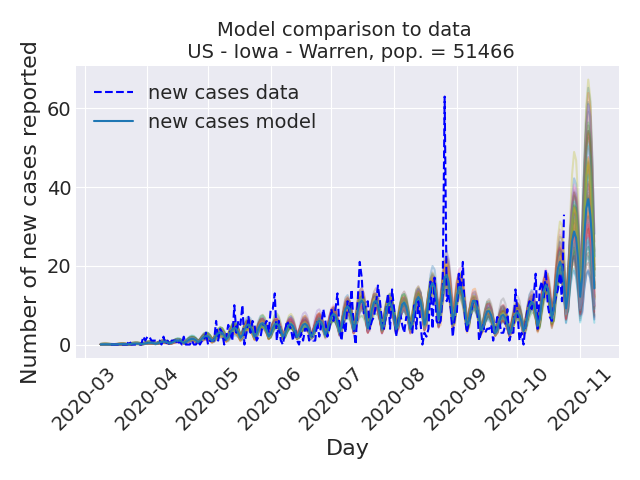 Model comparison to data
US - Iowa - Warren, pop. = 51466
Number of new cases reported
60
40
20
0
new cases data
new cases model
2020-03
2020-04
2020-05
2020-06
2020-07
2020-08
2020-09
2020-10
2020-11
Day